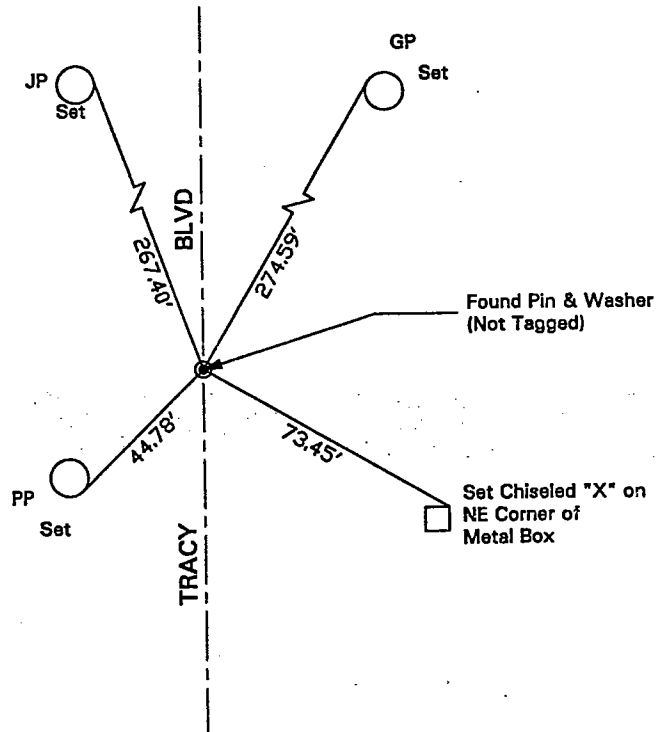 GP
Set
JP
Set
BLVD
267.40'
274.59'
Found Pin & Washer
(Not Tagged)
44.78'
73.45'
PP
Set
Set Chiseled "X" on
NE Corner of
Metal Box
TRACY